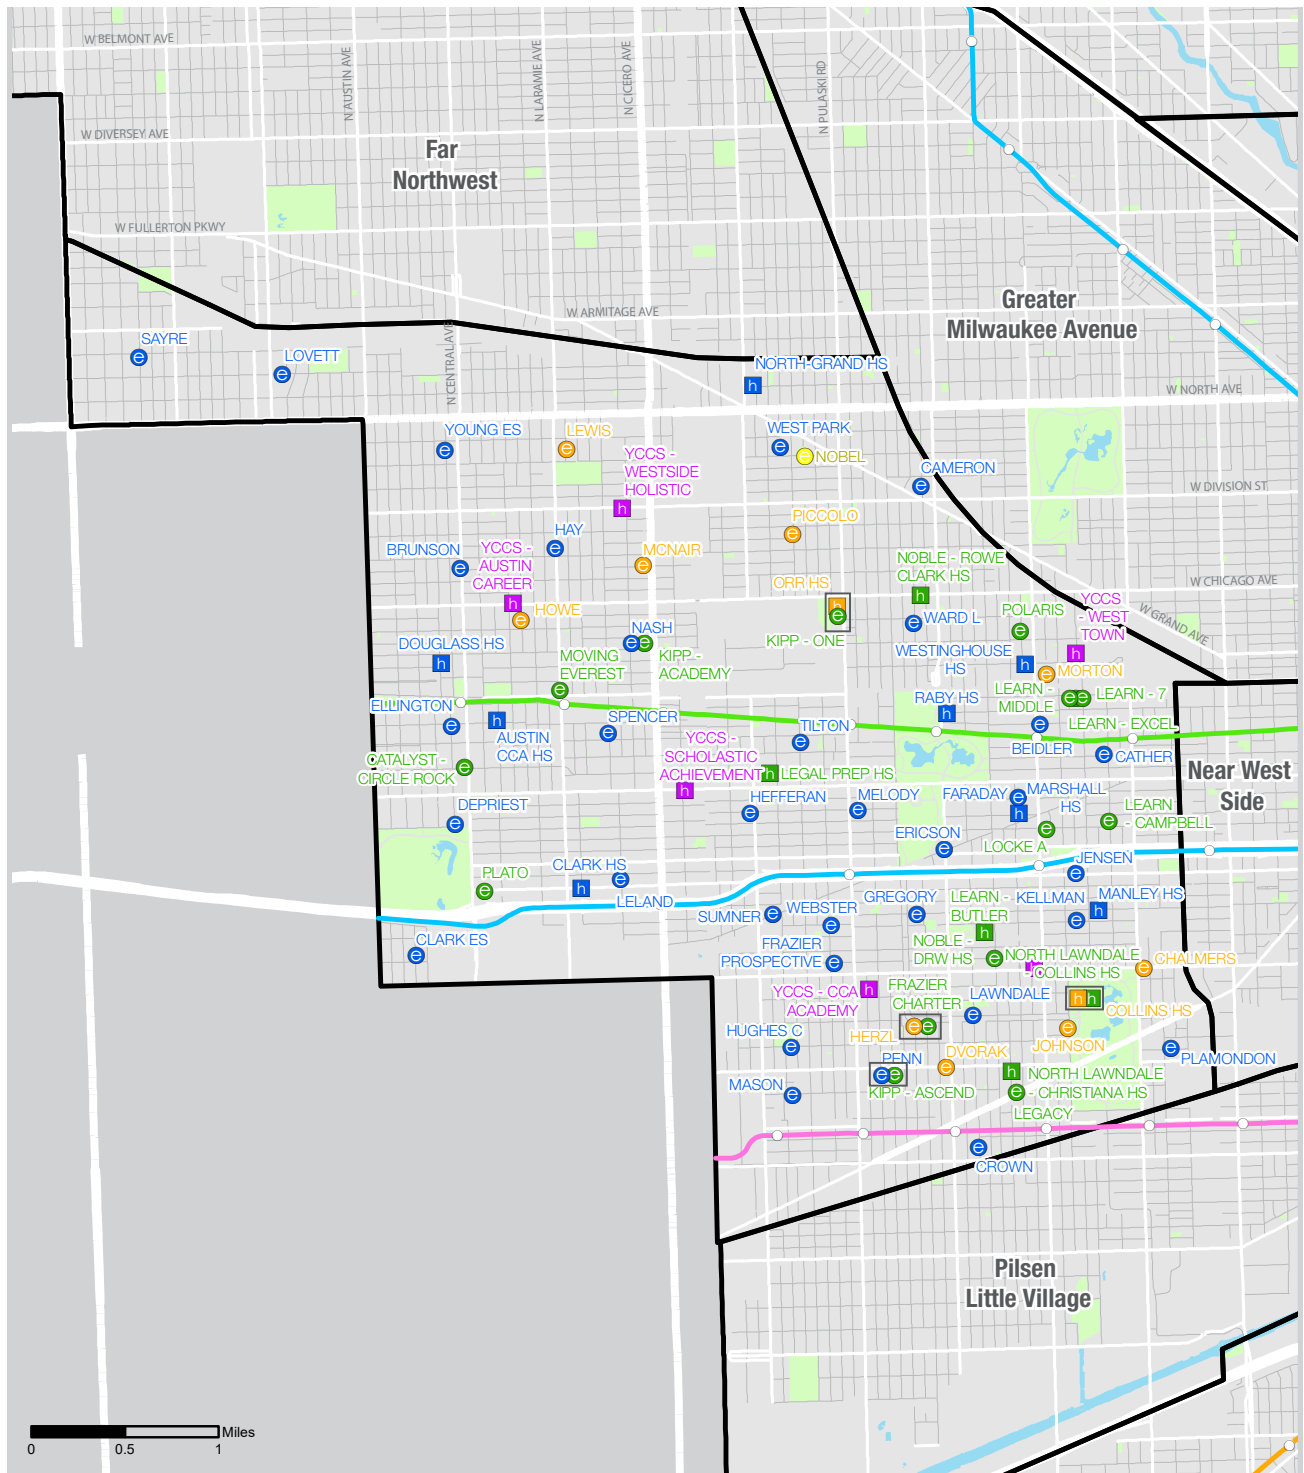 W BELMONT AVE
N AUSTIN AVE
N LARAMIE AVE
N CICERO AVE
N PULASKI RD
W DIVERSEY AVE
Far
Northwest
W FULLERTON PKWY
W ARMITAGE AVE
Greater
Milwaukee Avenue
SAYRE
LOVETT
N CENTRAL AVE
NORTH-GRAND HS
h
e
e
W NORTH AVE
YOUNG ES
e
LEWIS
e
WEST PARK
e
e NOBEL
YCCS -
WESTSIDE
HOLISTIC
h
CAMERON
e
W DIVISION ST
PICCOLO
e
HAY
e
BRUNSON
e
YCCS -
AUSTIN
CAREER
h
HOWE
e
MCNAIR
e
NOBLE - ROWE
CLARK HS
h
W CHICAGO AVE
W GRAND AVE
ORR HS
h
e
KIPP - ONE
WARD L
e
POLARIS
e
YCCS
- WEST
TOWN
h
DOUGLASS HS
h
NASH
e e
KIPP -
ACADEMY
MOVING
EVEREST
e
WESTINGHOUSE
HS
h
MORTON
e
LEARN -
MIDDLE
e e LEARN - 7
RABY HS
h
LEARN - EXCEL
ELLINGTON
e
h
AUSTIN
CCA HS
SPENCER
e
TILTON
e
e
BEIDLER
e CATHER
CATALYST -
CIRCLE ROCK
e
YCCS -
SCHOLASTIC
ACHIEVEMENT
h
h LEGAL PREP HS
Near West
Side
DEPRIEST
e
HEFFERAN
e
MELODY
e
FARADAY
e
MARSHALL
HS
h
LEARN
- CAMPBELL
e
ERICSON
e
LOCKE A
e
PLATO
e
CLARK HS
h
e
LELAND
JENSEN
e
SUMNER
e
WEBSTER
e
GREGORY
e
LEARN -
BUTLER
h
KELLMAN
e
MANLEY HS
h
CLARK ES
e
FRAZIER
PROSPECTIVE
e
NOBLE -
DRW HS
e
NORTH LAWNDALE
- COLLINS HS
CHALMERS
e
YCCS - CCA
ACADEMY
h
FRAZIER
CHARTER
HERZL
e e
LAWNDALE
e
h h
COLLINS HS
HUGHES C
e
JOHNSON
e
PLAMONDON
e
PENN
e e
KIPP - ASCEND
DVORAK
e
h NORTH LAWNDALE
- CHRISTIANA HS
e
LEGACY
MASON
e
CROWN
e
Pilsen
Little Village
Miles
0 0.5 1